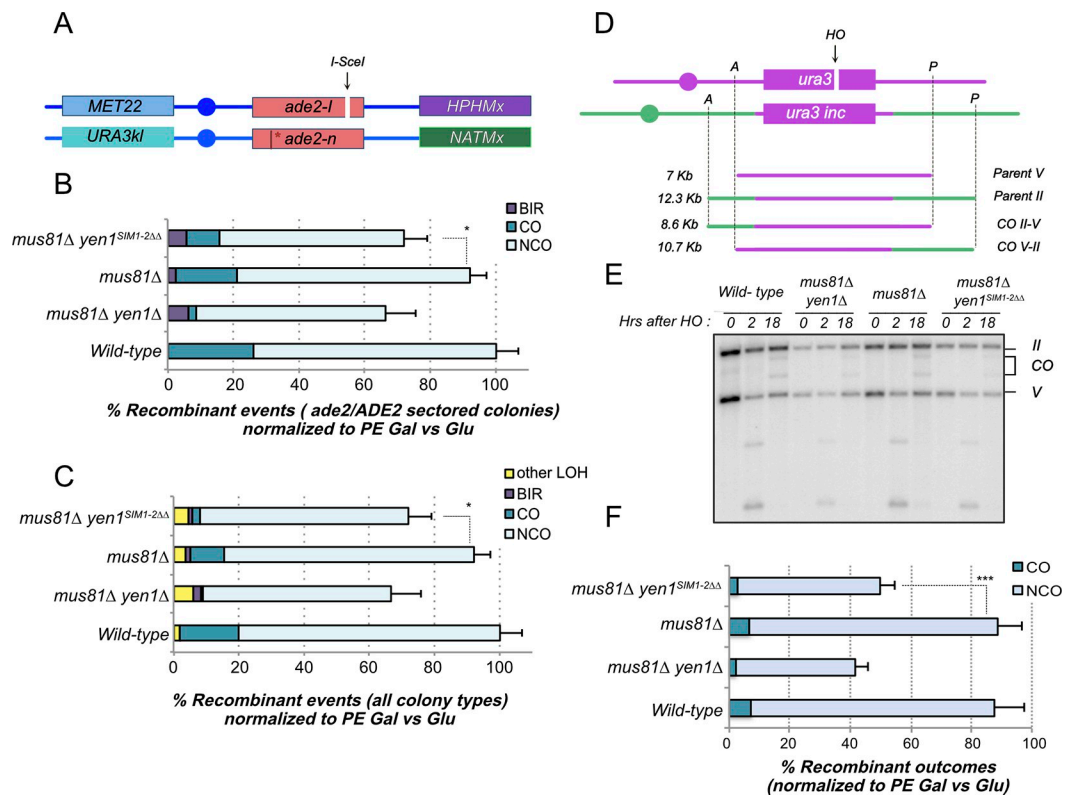 A
I-SceI
MET22
ade2-I
HPHMx
URA3kl
* ade2-n
NATMx
B
BIR
CO
NCO
mus81Δ yen1SIM1-2ΔΔ
*
mus81Δ
mus81Δ yen1Δ
Wild-type
0 20 40 60 80 100
% Recombinant events ( ade2/ADE2 sectored colonies)
normalized to PE Gal vs Glu
C
other LOH
BIR
CO
NCO
mus81Δ yen1SIM1-2ΔΔ
*
mus81Δ
mus81Δ yen1Δ
Wild-type
0 20 40 60 80 100
% Recombinant events (all colony types)
normalized to PE Gal vs Glu
D
HO
A
ura3
P
A
ura3 inc
P
7 Kb
Parent V
12.3 Kb
Parent II
8.6 Kb
CO II-V
10.7 Kb
CO V-II
E
Wild- type
mus81Δ
yen1Δ
mus81Δ
mus81Δ
yen1SIM1-2ΔΔ
Hrs after HO :
0 2 18 0 2 18 0 2 18 0 2 18
II
CO
V
F
CO
NCO
mus81Δ yen1SIM1-2ΔΔ
***
mus81Δ
mus81Δ yen1Δ
Wild-type
0 20 40 60 80 100
% Recombinant outcomes
(normalized to PE Gal vs Glu)